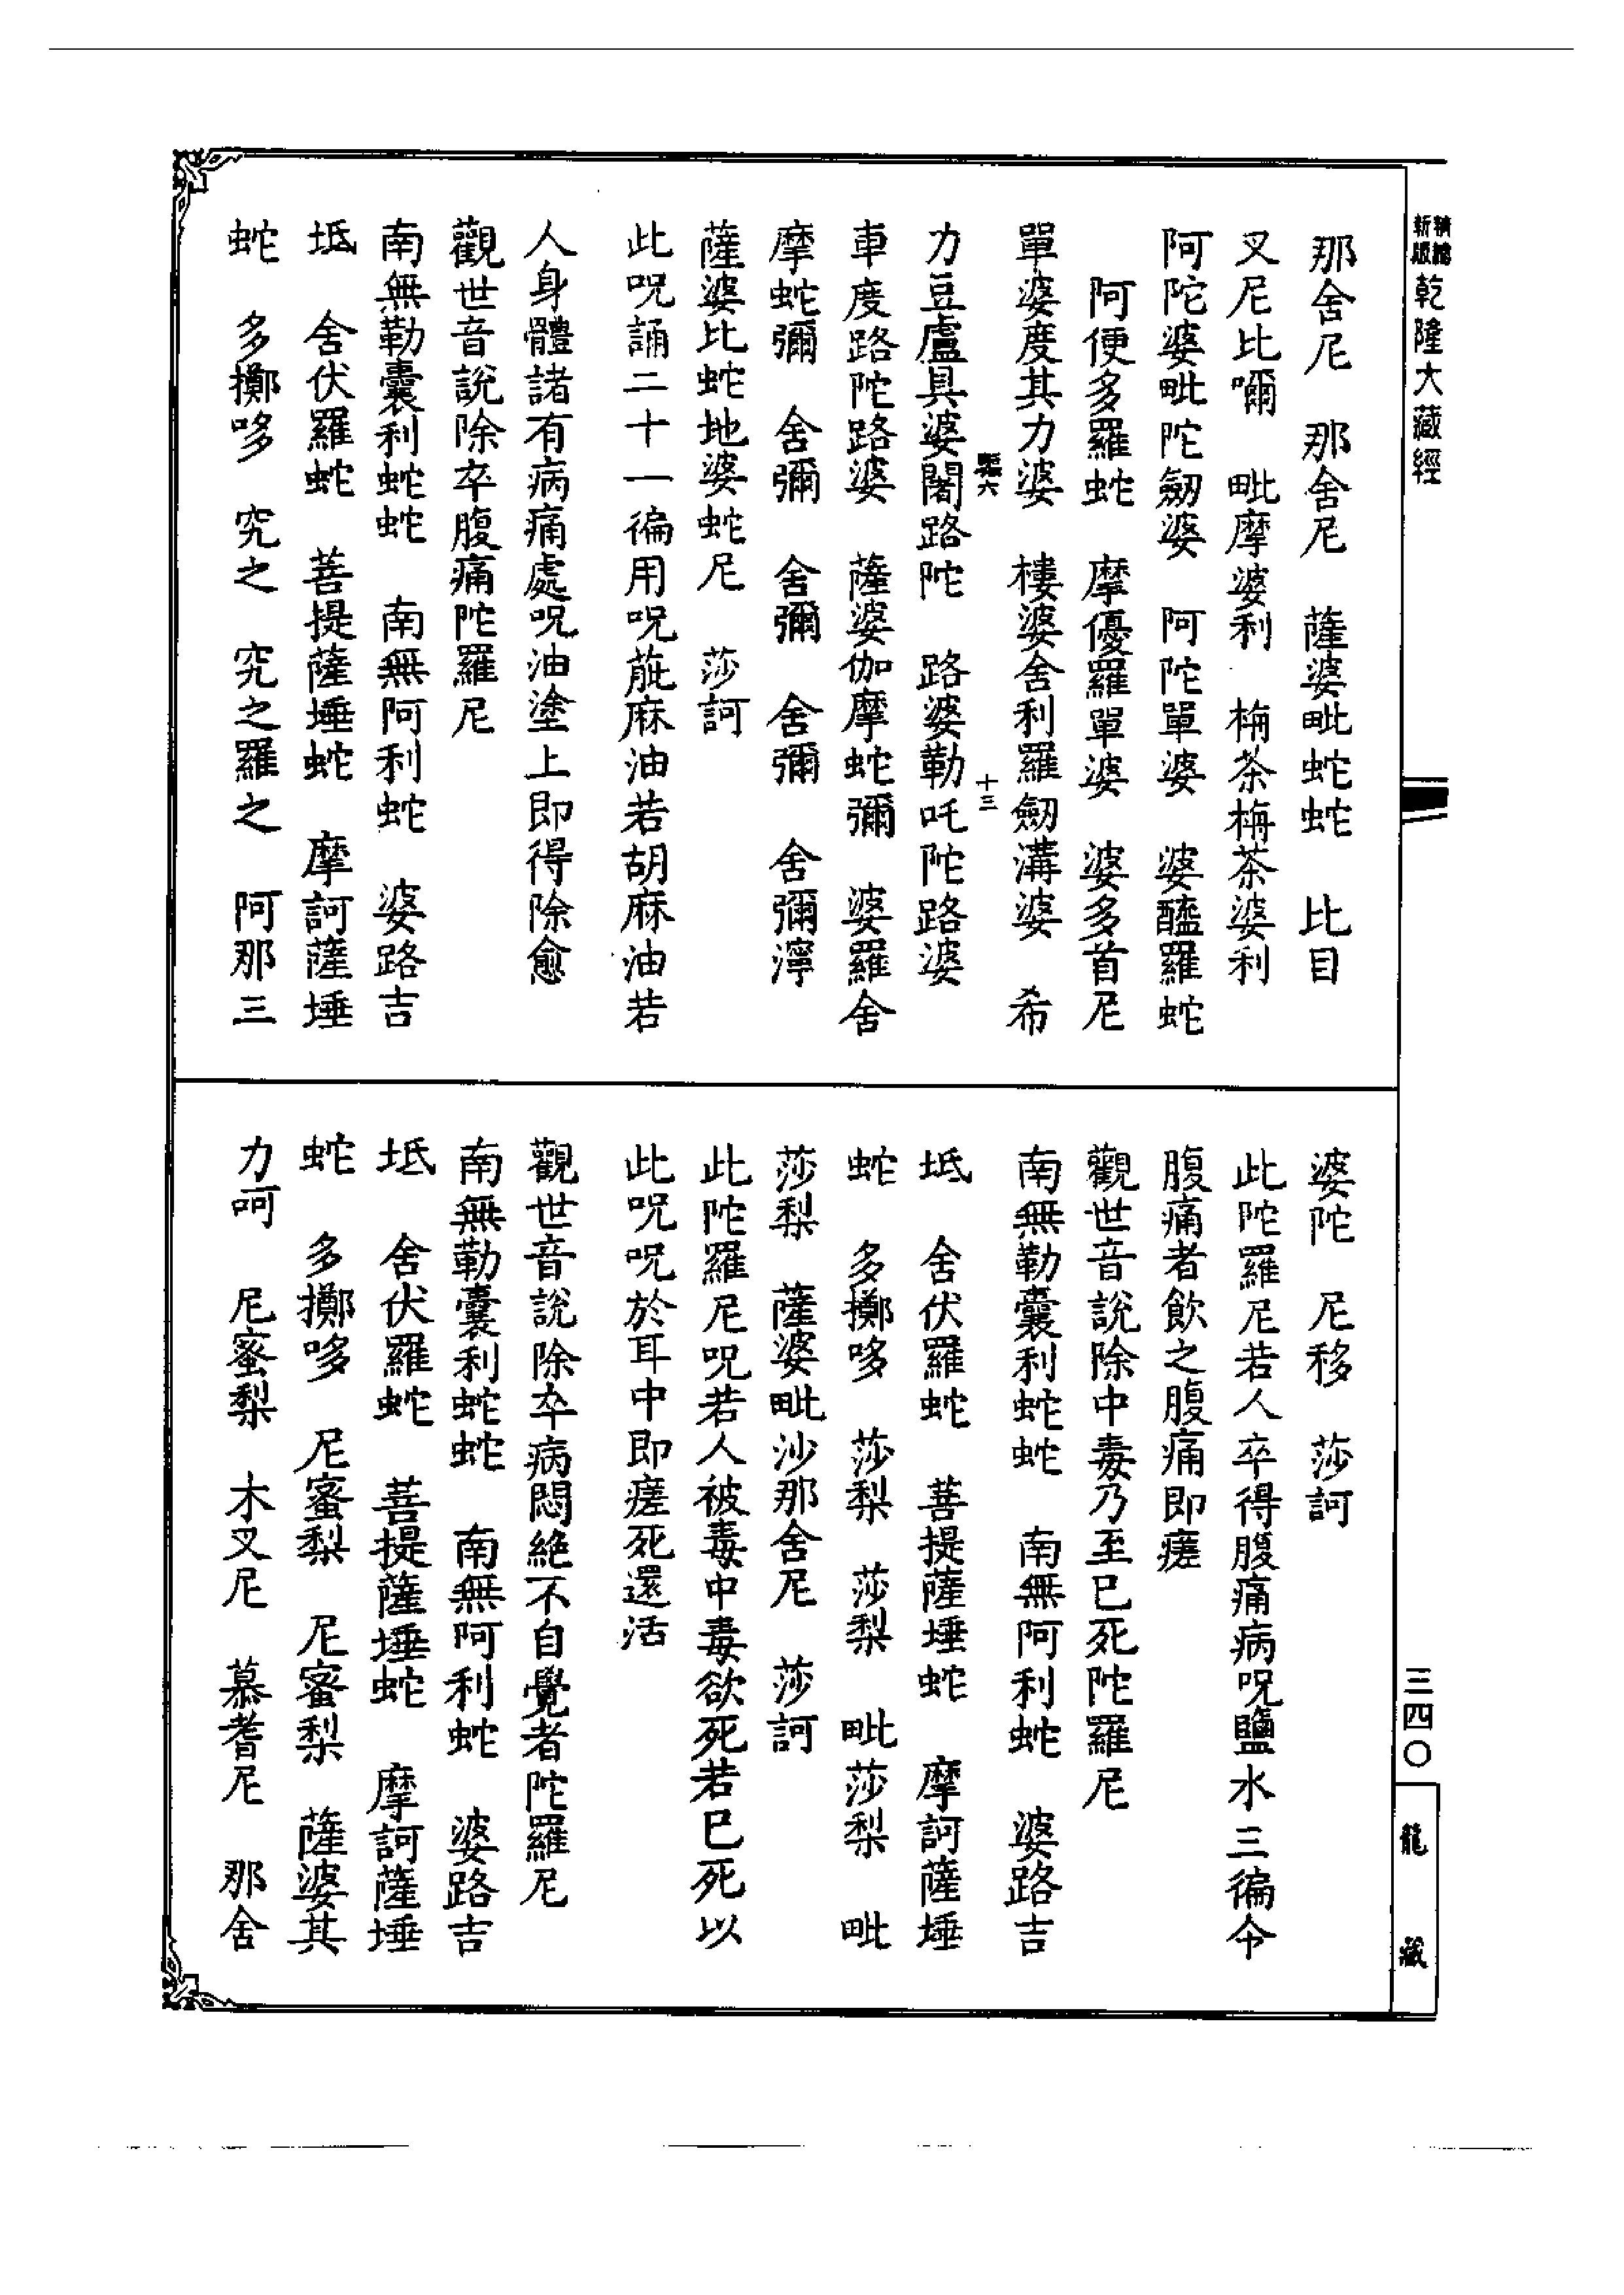 新版
精縮
乾隆大藏經
那舍尼　那舍尼　薩婆毗蛇蛇　比目
叉尼比嚩　毗摩婆利　栴茶栴茶婆利
阿陀婆毗陀劒婆　阿陀單婆　婆醯羅蛇
阿便多羅蛇　摩優羅單婆　婆多首尼
單婆度其力婆　樓婆舍利羅劒溝婆　希
十三
力豆盧具婆闍路陀　路婆勒吒陀路婆
車度路陀路婆　薩婆伽摩蛇彌　婆羅舍
摩蛇彌　舍彌　舍彌　舍彌　舍彌濘
薩婆比蛇地婆蛇尼　莎訶
此呪誦二十一徧用呪蓖麻油若胡麻油若
人身體諸有病痛處呪油塗上即得除愈
觀世音說除卒腹痛陀羅尼
南無勒囊利蛇蛇　南無阿利蛇　婆路吉
坻　舍伏羅蛇　菩提薩埵蛇　摩訶薩埵
蛇　多擲哆　究之　究之羅之　阿那三
婆陀　尼移　莎訶
此陀羅尼若人卒得腹痛病呪鹽水三徧令
腹痛者飲之腹痛即瘥
觀世音說除中毒乃至已死陀羅尼
南無勒囊利蛇蛇　南無阿利蛇　婆路吉
坻　舍伏羅蛇　菩提薩埵蛇　摩訶薩埵
蛇　多擲哆　莎梨　莎梨　毗莎梨　毗
莎梨　薩婆毗沙那舍尼　莎訶
此陀羅尼呪若人被毒中毒欲死若已死以
此呪呪於耳中即瘥死還活
觀世音說除卒病悶絕不自覺者陀羅尼
南無勒囊利蛇蛇　南無阿利蛇　婆路吉
坻　舍伏羅蛇　菩提薩埵蛇　摩訶薩埵
蛇　多擲哆　尼蜜梨　尼蜜梨　薩婆其
力呵　尼蜜梨　木叉尼　慕耆尼　那舍
三四〇
龍藏